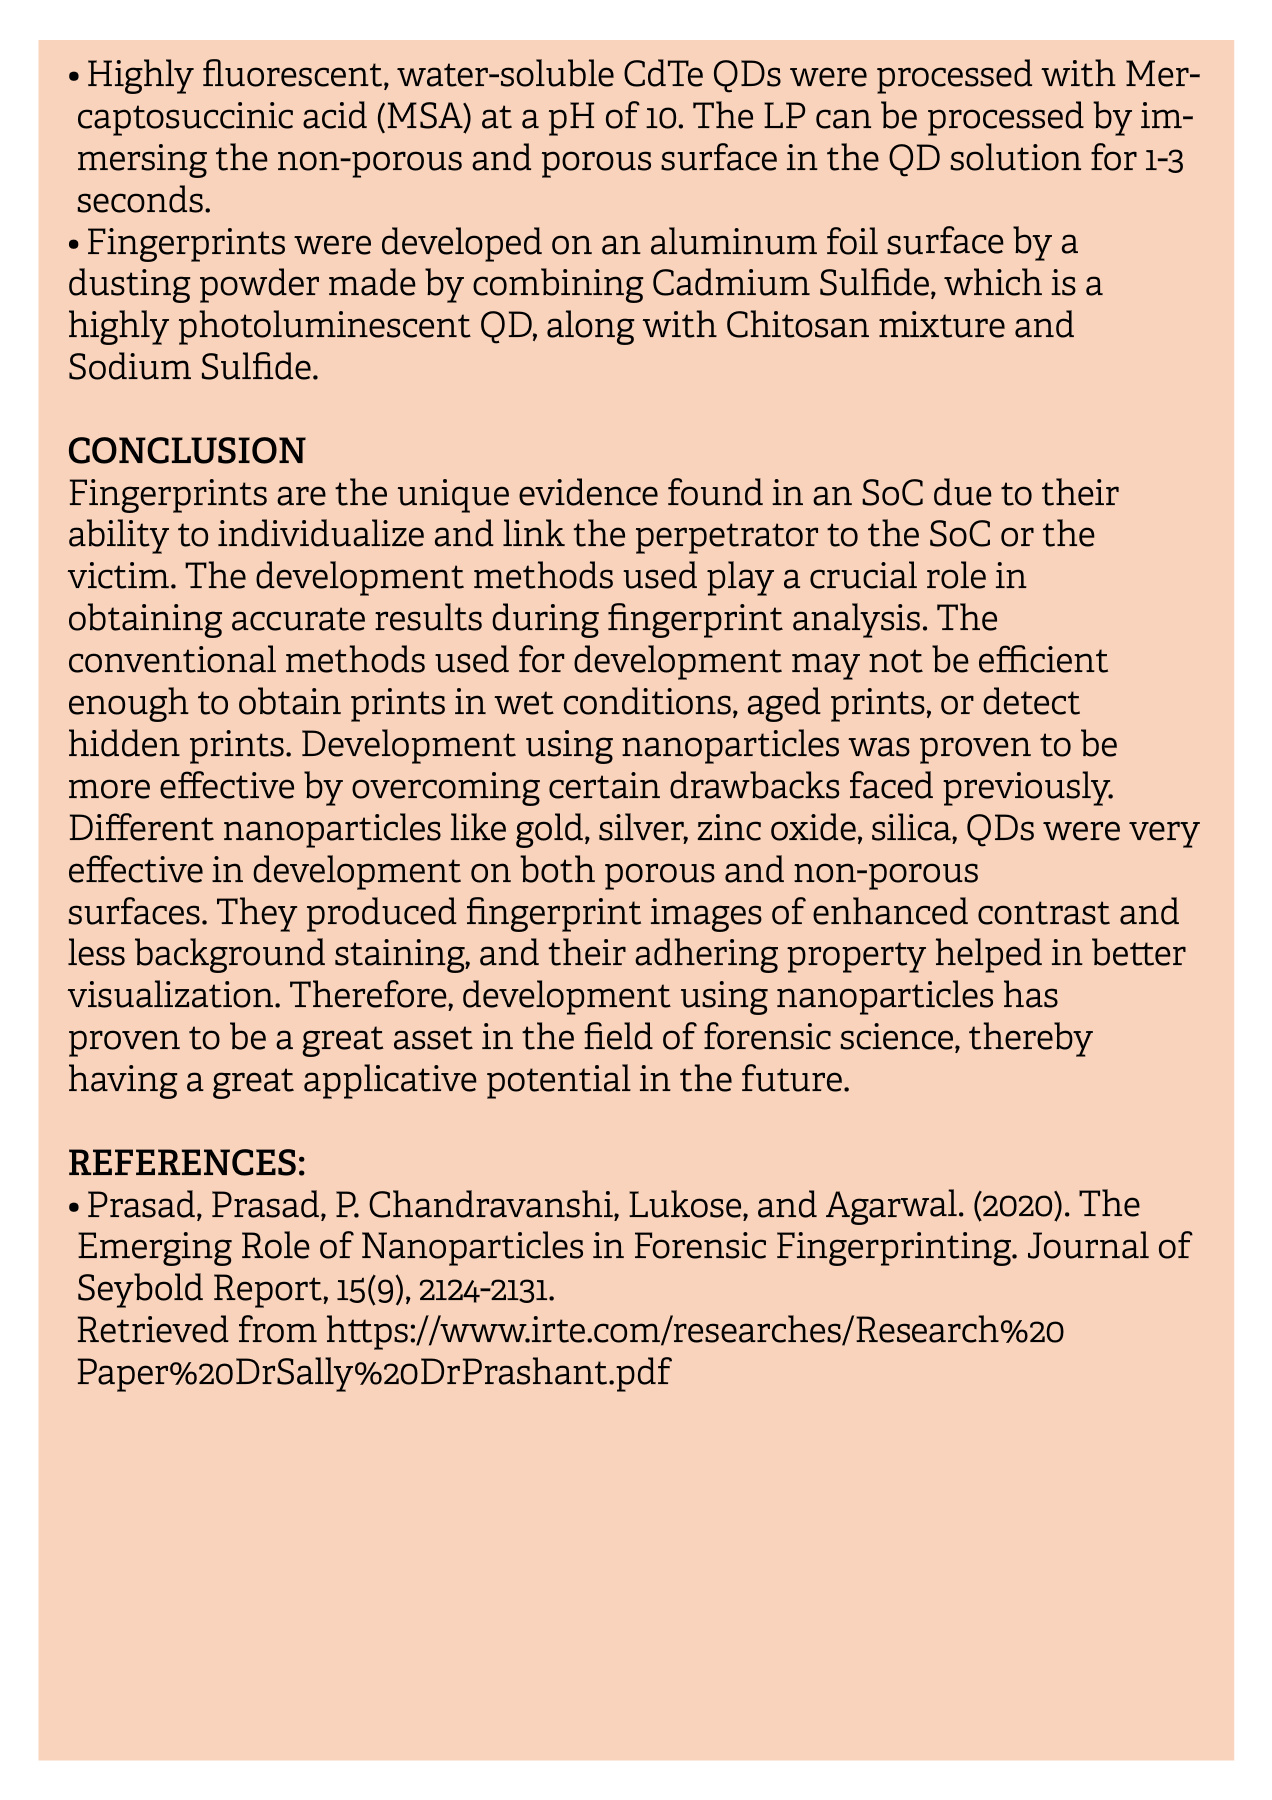 • Highly fluorescent, water-soluble CdTe QDs were processed with Mer-
captosuccinic acid (MSA) at a pH of 10. The LP can be processed by im-
mersing the non-porous and porous surface in the QD solution for 1-3
seconds.
• Fingerprints were developed on an aluminum foil surface by a
dusting powder made by combining Cadmium Sulfide, which is a
highly photoluminescent QD, along with Chitosan mixture and
Sodium Sulfide.
CONCLUSION
Fingerprints are the unique evidence found in an SoC due to their
ability to individualize and link the perpetrator to the SoC or the
victim. The development methods used play a crucial role in
obtaining accurate results during fingerprint analysis. The
conventional methods used for development may not be efficient
enough to obtain prints in wet conditions, aged prints, or detect
hidden prints. Development using nanoparticles was proven to be
more effective by overcoming certain drawbacks faced previously.
Different nanoparticles like gold, silver, zinc oxide, silica, QDs were very
effective in development on both porous and non-porous
surfaces. They produced fingerprint images of enhanced contrast and
less background staining, and their adhering property helped in better
visualization. Therefore, development using nanoparticles has
proven to be a great asset in the field of forensic science, thereby
having a great applicative potential in the future.
REFERENCES:
• Prasad, Prasad, P. Chandravanshi, Lukose, and Agarwal. (2020). The
Emerging Role of Nanoparticles in Forensic Fingerprinting. Journal of
Seybold Report, 15(9), 2124-2131.
Retrieved from https://www.irte.com/researches/Research%20
Paper%20DrSally%20DrPrashant.pdf